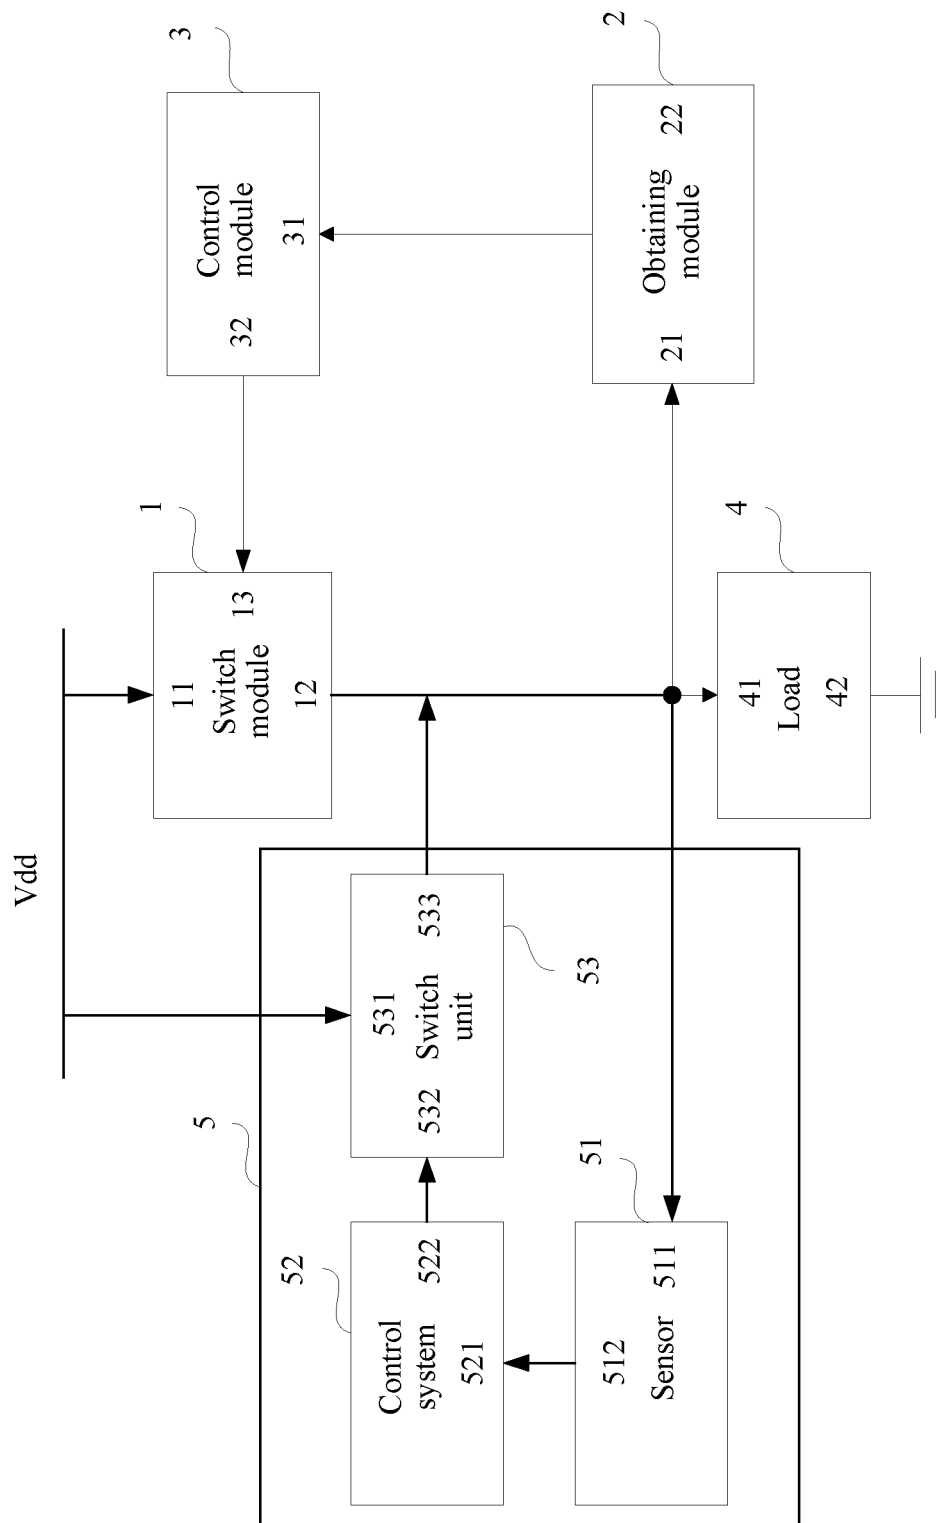 Vdd
5
52
Control
system
521
522
51
Sensor
512
511
53
531
Switch
unit
532
533
1
11
Switch
module
12
13
3
Control
module
31
32
2
Obtaining
module
21
22
4
41
Load
42